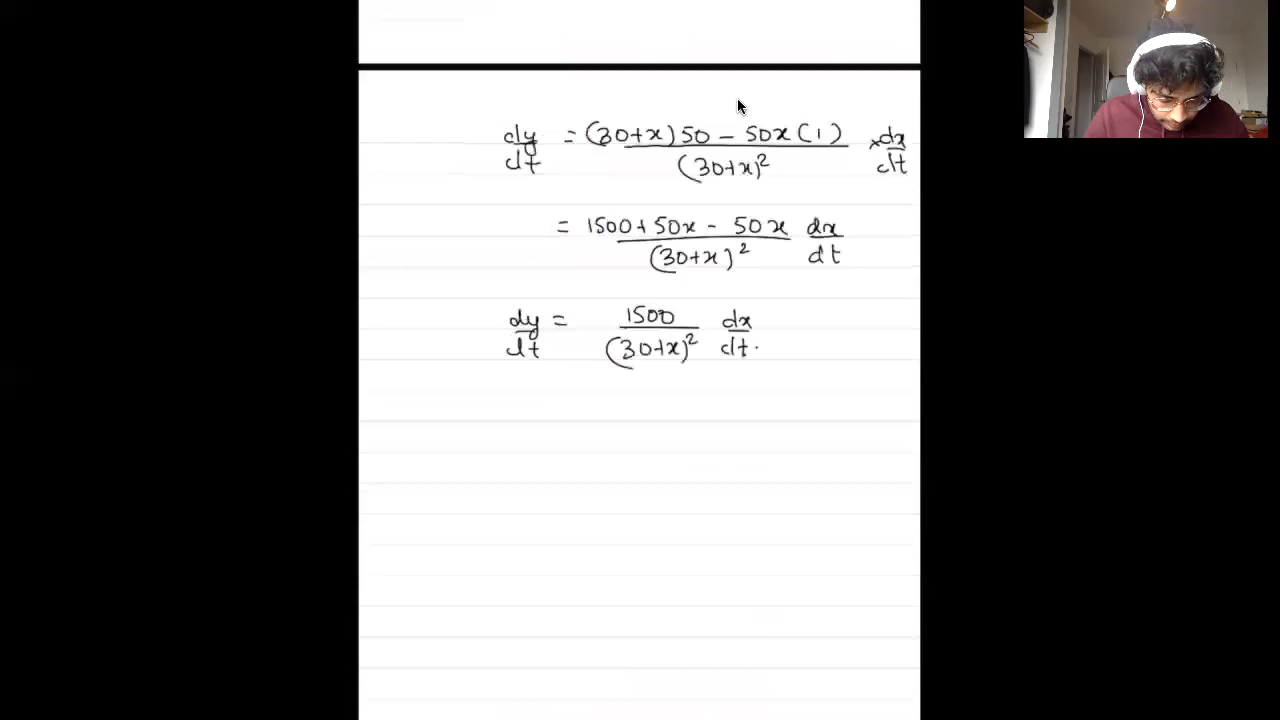 dy/dt = (30+x)50 - 50x(1) / (30+x)² × dx/dt
= 1500 + 50x - 50x / (30+x)² dx/dt
dy/dt = 1500 / (30+x)² dx/dt.